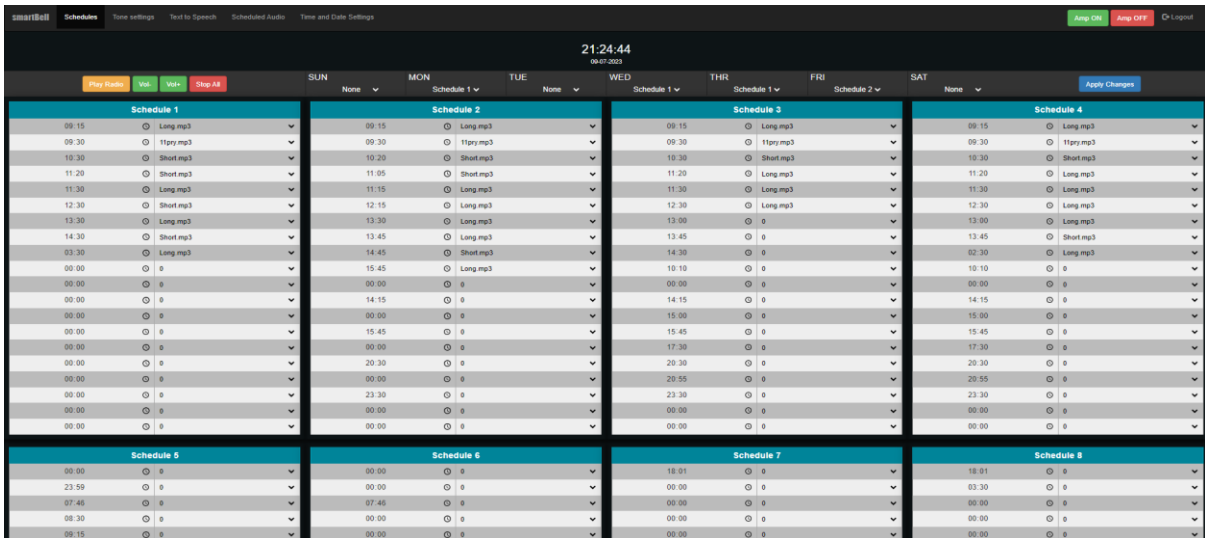 smartBell Schedules Tone settings Text to Speech Scheduled Audio Time and Date Settings Amp ON Amp OFF Logout
21:24:44
09-07-2023
Play Radio Vol- Vol+ Stop All SUN MON TUE WED THR FRI SAT Apply Changes
None Schedule 1 None Schedule 1 Schedule 1 Schedule 2 None
Schedule 1 Schedule 2 Schedule 3 Schedule 4
09:15 Long.mp3 09:15 Long.mp3 09:15 Long.mp3 09:15 Long.mp3
09:30 11pry.mp3 09:30 11pry.mp3 09:30 11pry.mp3 09:30 11pry.mp3
10:30 Short.mp3 10:20 Short.mp3 10:30 Short.mp3 10:30 Short.mp3
11:20 Short.mp3 11:05 Short.mp3 11:20 Long.mp3 11:20 Long.mp3
11:30 Long.mp3 11:15 Long.mp3 11:30 Long.mp3 11:30 Long.mp3
12:30 Short.mp3 12:15 Long.mp3 12:30 Long.mp3 12:30 Long.mp3
13:30 Long.mp3 13:30 Long.mp3 13:00 0 13:00 Long.mp3
14:30 Short.mp3 13:45 Long.mp3 13:45 0 13:45 Short.mp3
03:30 Long.mp3 14:45 Short.mp3 14:30 0 02:30 Long.mp3
00:00 0 15:45 Long.mp3 10:10 0 10:10 0
00:00 0 00:00 0 00:00 0 00:00 0
00:00 0 14:15 0 14:15 0 14:15 0
00:00 0 00:00 0 15:00 0 15:00 0
00:00 0 15:45 0 15:45 0 15:45 0
00:00 0 00:00 0 17:30 0 17:30 0
00:00 0 20:30 0 20:30 0 20:30 0
00:00 0 00:00 0 20:55 0 20:55 0
00:00 0 23:30 0 23:30 0 23:30 0
00:00 0 00:00 0 00:00 0 00:00 0
00:00 0 00:00 0 00:00 0 00:00 0
Schedule 5 Schedule 6 Schedule 7 Schedule 8
00:00 0 00:00 0 18:01 0 18:01 0
23:59 0 00:00 0 00:00 0 03:30 0
07:46 0 07:46 0 00:00 0 00:00 0
08:30 0 00:00 0 00:00 0 00:00 0
09:15 0 00:00 0 00:00 0 00:00 0